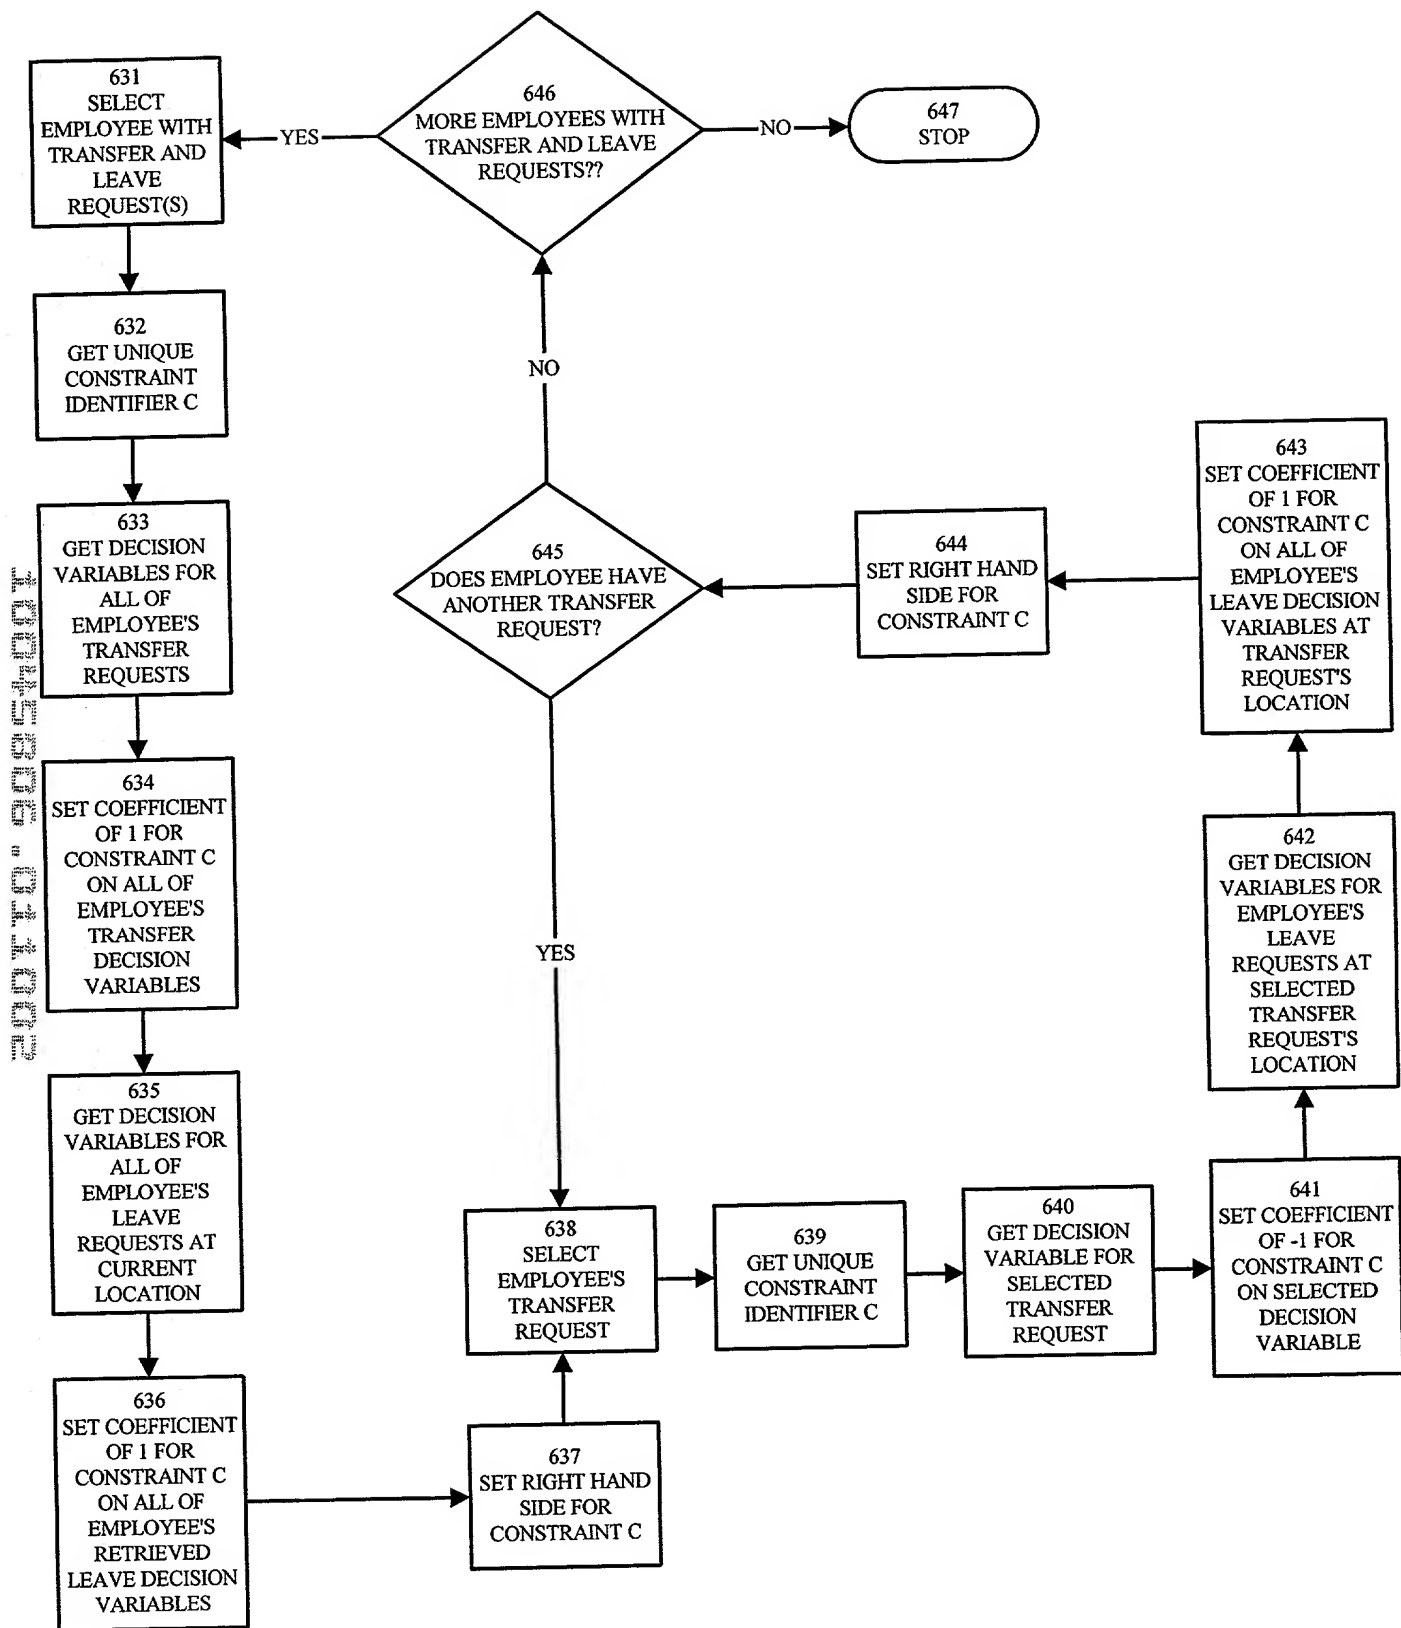 631
SELECT
EMPLOYEE WITH
TRANSFER AND
LEAVE
REQUEST(S)
YES
646
MORE EMPLOYEES WITH
TRANSFER AND LEAVE
REQUESTS??
NO
647
STOP
632
GET UNIQUE
CONSTRAINT
IDENTIFIER C
NO
633
GET DECISION
VARIABLES FOR
ALL OF
EMPLOYEE'S
TRANSFER
REQUESTS
645
DOES EMPLOYEE HAVE
ANOTHER TRANSFER
REQUEST?
644
SET RIGHT HAND
SIDE FOR
CONSTRAINT C
643
SET COEFFICIENT
OF 1 FOR
CONSTRAINT C
ON ALL OF
EMPLOYEE'S
LEAVE DECISION
VARIABLES AT
TRANSFER
REQUEST'S
LOCATION
10045806.011002
634
SET COEFFICIENT
OF 1 FOR
CONSTRAINT C
ON ALL OF
EMPLOYEE'S
TRANSFER
DECISION
VARIABLES
YES
642
GET DECISION
VARIABLES FOR
EMPLOYEE'S
LEAVE
REQUESTS AT
SELECTED
TRANSFER
REQUEST'S
LOCATION
635
GET DECISION
VARIABLES FOR
ALL OF
EMPLOYEE'S
LEAVE
REQUESTS AT
CURRENT
LOCATION
638
SELECT
EMPLOYEE'S
TRANSFER
REQUEST
639
GET UNIQUE
CONSTRAINT
IDENTIFIER C
640
GET DECISION
VARIABLE FOR
SELECTED
TRANSFER
REQUEST
641
SET COEFFICIENT
OF -1 FOR
CONSTRAINT C
ON SELECTED
DECISION
VARIABLE
636
SET COEFFICIENT
OF 1 FOR
CONSTRAINT C
ON ALL OF
EMPLOYEE'S
RETRIEVED
LEAVE DECISION
VARIABLES
637
SET RIGHT HAND
SIDE FOR
CONSTRAINT C